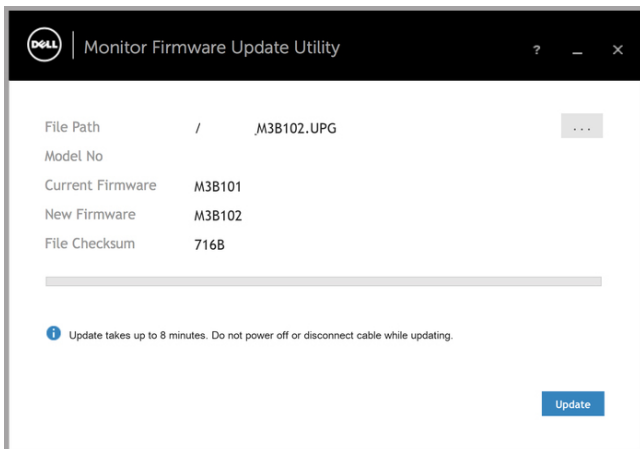 DELL Monitor Firmware Update Utility ? _ ×
File Path / _M3B102.UPG ...
Model No
Current Firmware M3B101
New Firmware M3B102
File Checksum 716B
Update takes up to 8 minutes. Do not power off or disconnect cable while updating.
Update